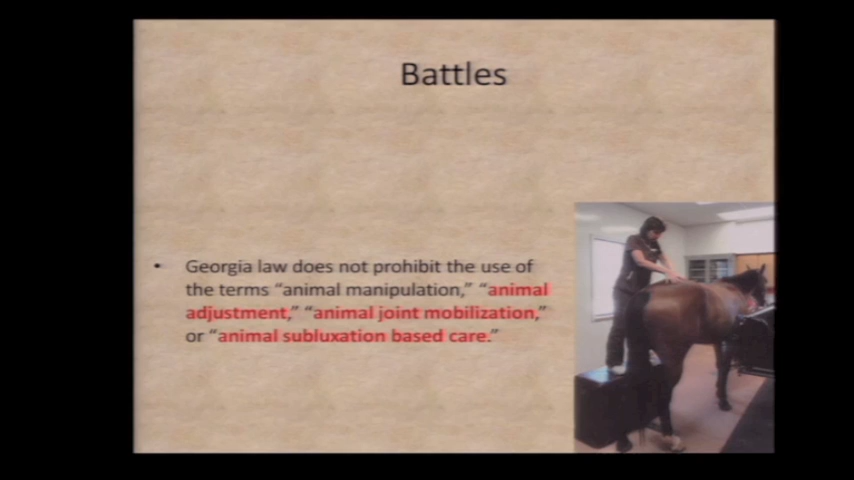 Battles
• Georgia law does not prohibit the use of
the terms “animal manipulation,” “animal
adjustment,” “animal joint mobilization,”
or “animal subluxation based care.”